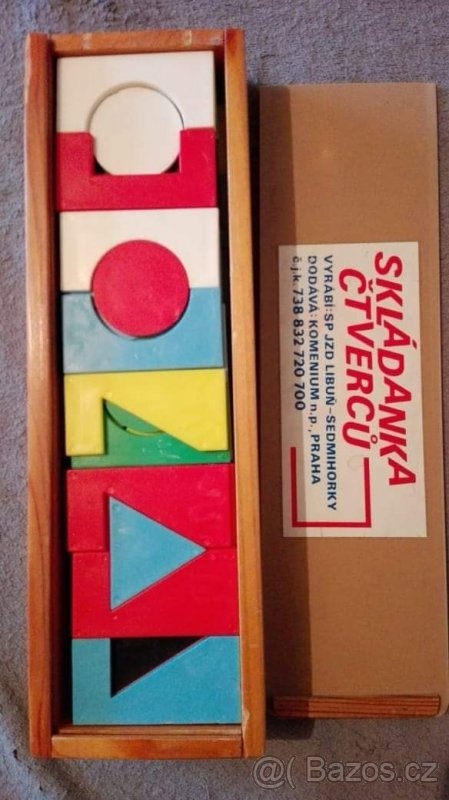 SKLÁDANKA
ČTVERCŮ
VYRÁBÍ: SP JZD LIBUŇ-SEDMIHORKY
DODÁVÁ: KOMENIUM n.p., PRAHA
č.j.k. 738 832 720 700
@ Bazos.cz